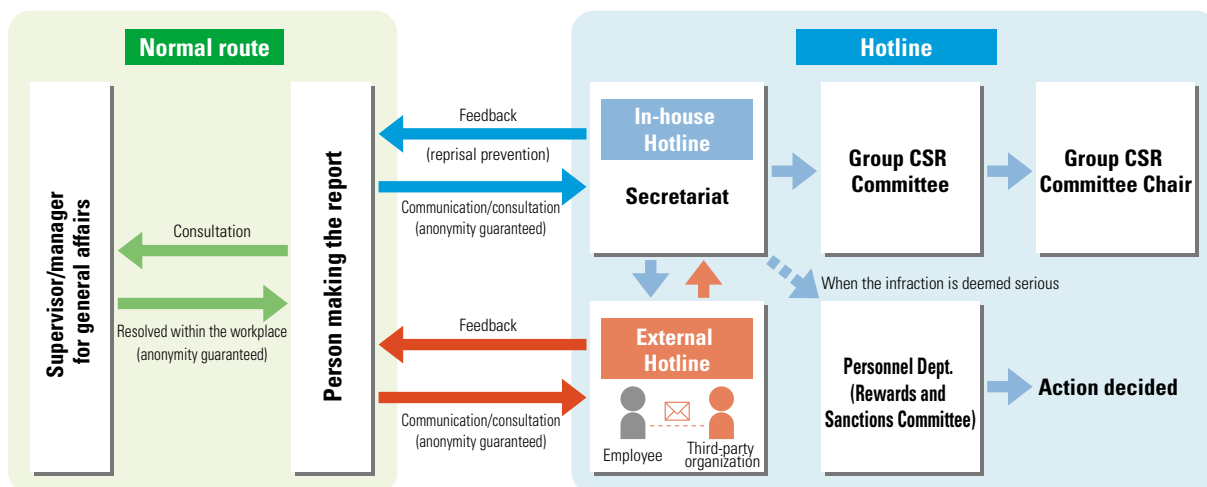 Normal route
Supervisor/manager
for general affairs
Consultation
Resolved within the workplace
(anonymity guaranteed)
Person making the report
Feedback
(reprisal prevention)
Communication/consultation
(anonymity guaranteed)
Feedback
Communication/consultation
(anonymity guaranteed)
Hotline
In-house
Hotline
Secretariat
Group CSR
Committee
Group CSR
Committee Chair
When the infraction is deemed serious
External
Hotline
Employee
Third-party
organization
Personnel Dept.
(Rewards and
Sanctions Committee)
Action decided